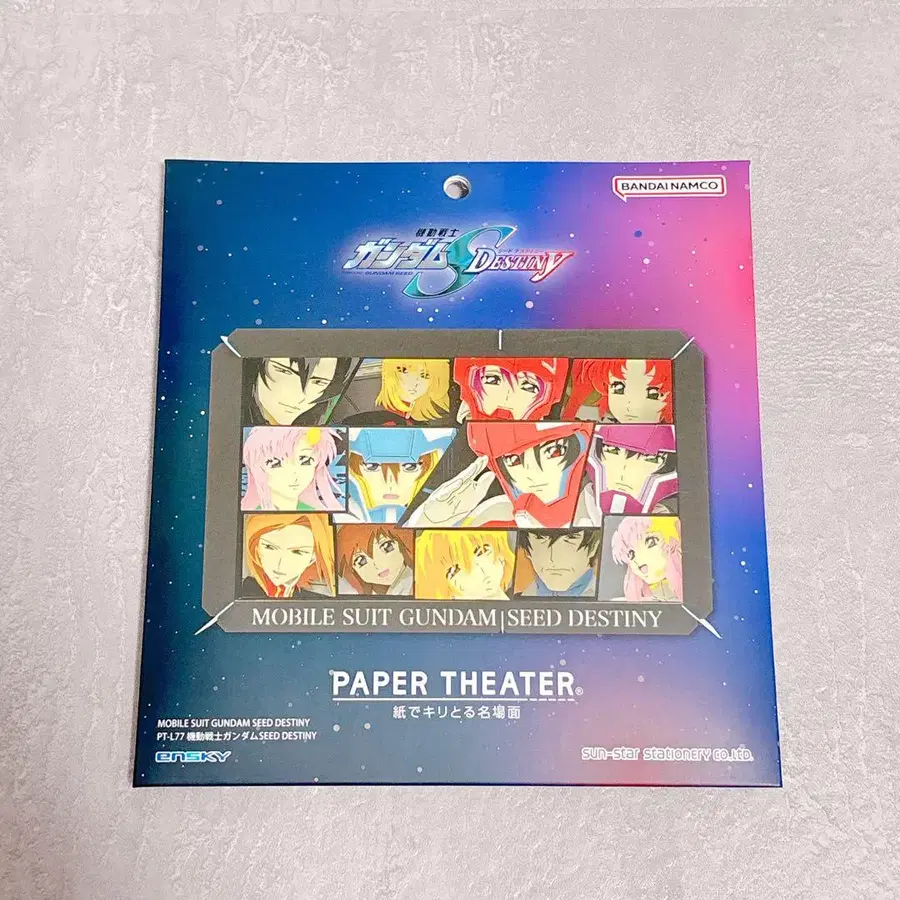 BANDAI NAMCO
機動戦士
ガンダムSEED DESTINY
MOBILE SUIT GUNDAM | SEED DESTINY
PAPER THEATER®
紙でキリとる名場面
MOBILE SUIT GUNDAM SEED DESTINY
PT-L77 機動戦士ガンダムSEED DESTINY
ensky
sun-star stationery co.,ltd.